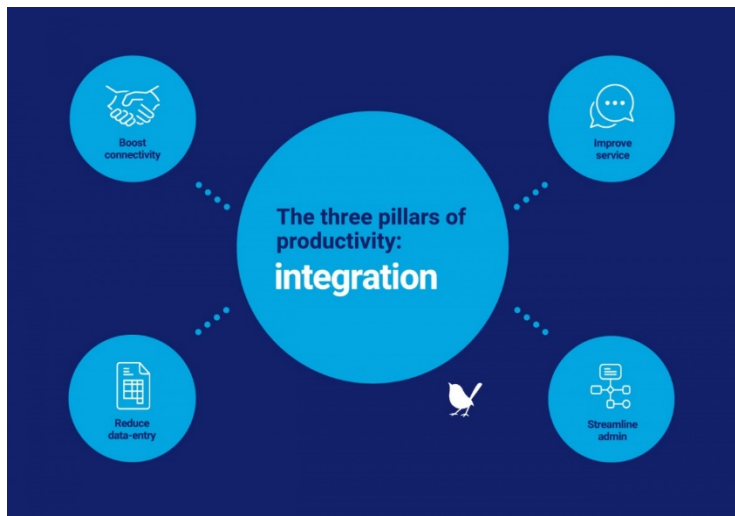 Boost
connectivity
Improve
service
The three pillars of
productivity:
integration
Reduce
data-entry
Streamline
admin